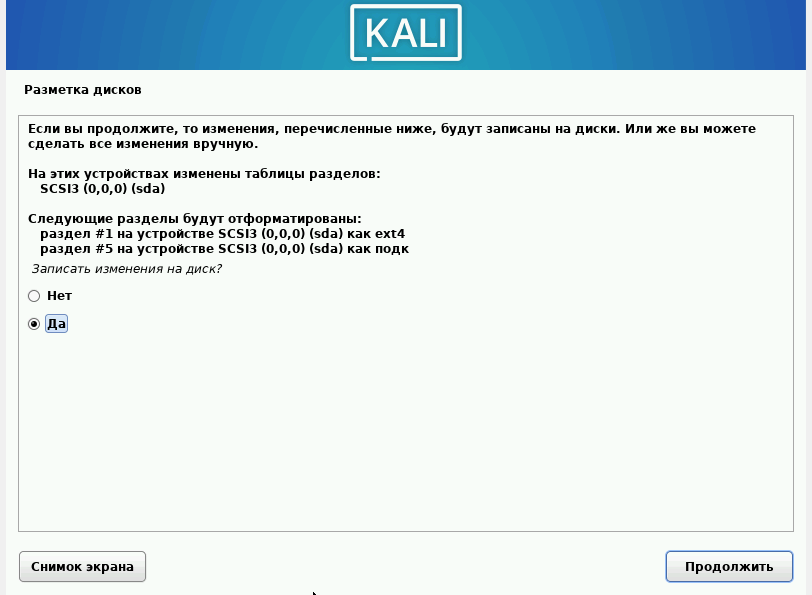 KALI
Разметка дисков
Если вы продолжите, то изменения, перечисленные ниже, будут записаны на диски. Или же вы можете
сделать все изменения вручную.
На этих устройствах изменены таблицы разделов:
SCSI3 (0,0,0) (sda)
Следующие разделы будут отформатированы:
раздел #1 на устройстве SCSI3 (0,0,0) (sda) как ext4
раздел #5 на устройстве SCSI3 (0,0,0) (sda) как подк
Записать изменения на диск?
Нет
Да
Снимок экрана
Продолжить